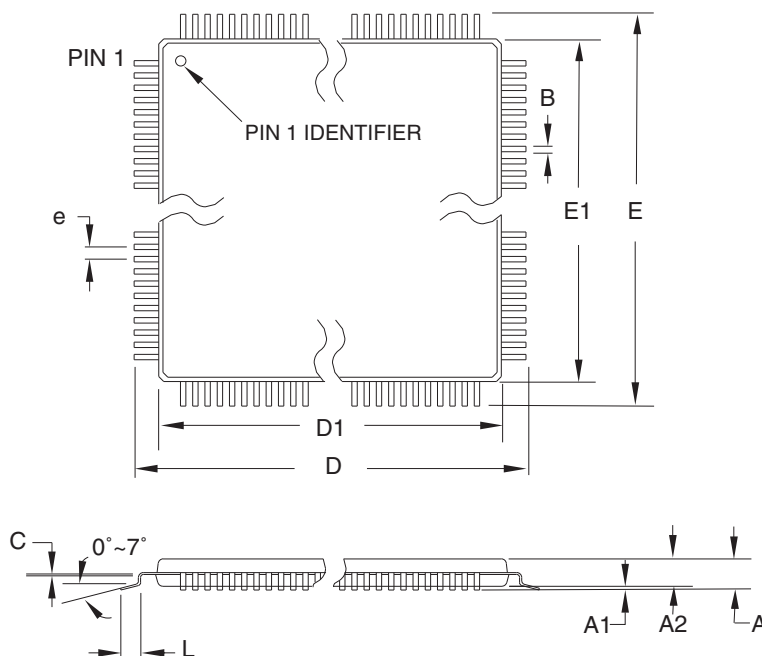 PIN 1
PIN 1 IDENTIFIER
B
e
E1
E
D1
D
C
0°~7°
L
A1
A2
A